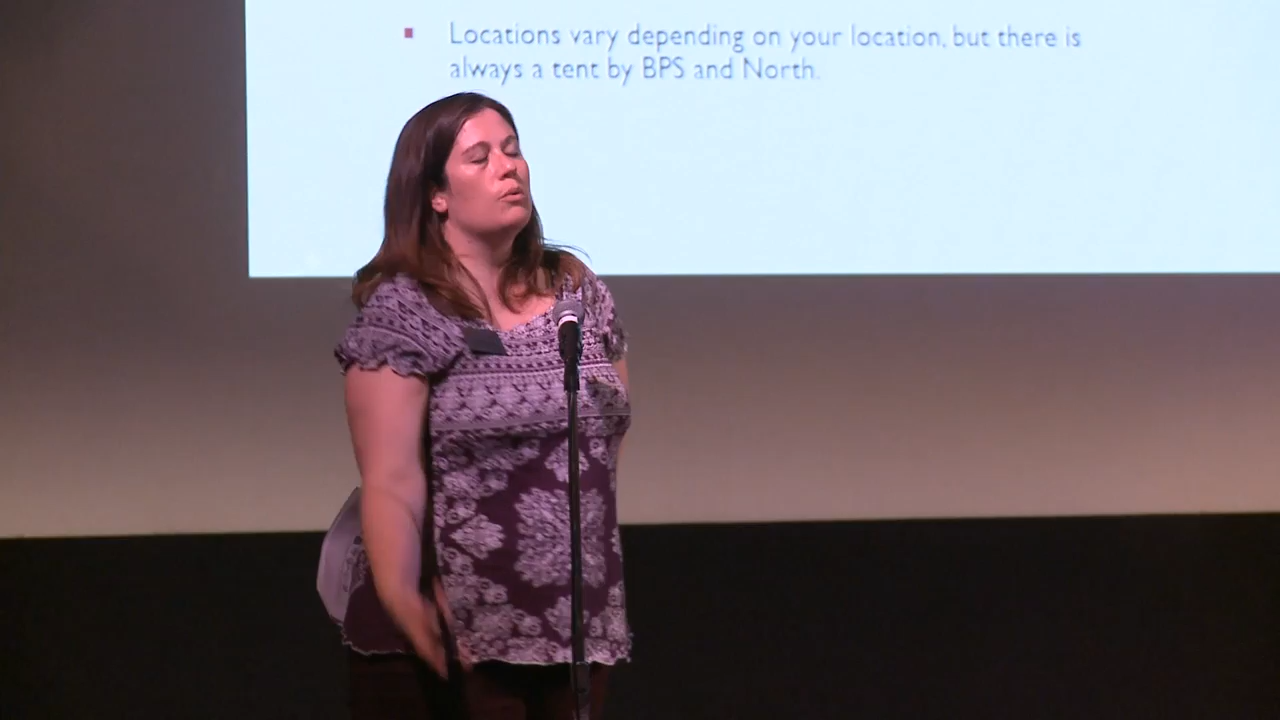 Locations vary depending on your location, but there is
always a tent by BPS and North.